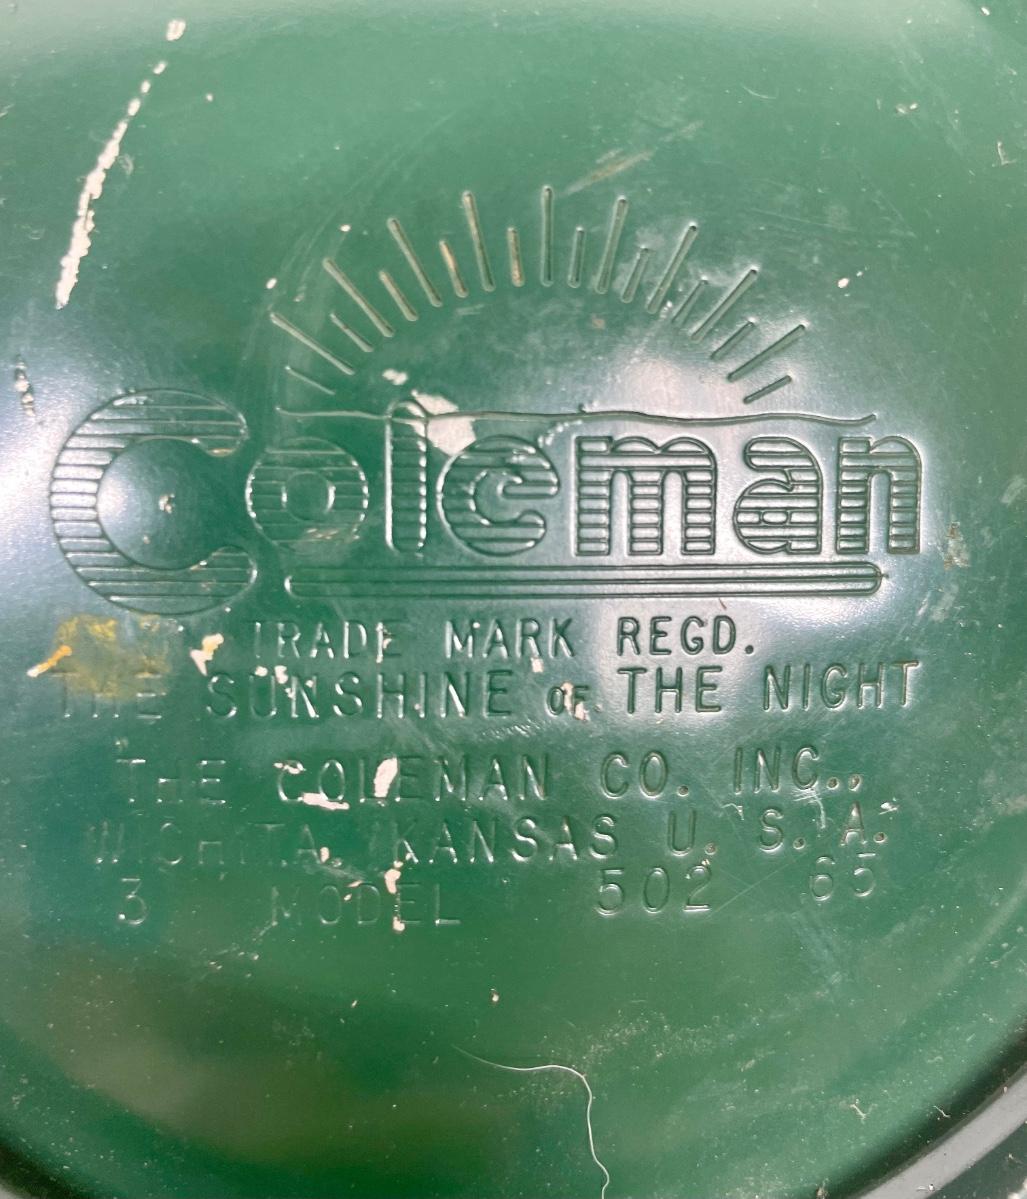 Coleman
TRADE MARK REGD.
THE SUNSHINE OF THE NIGHT
THE COLEMAN CO. INC.,
WICHITA, KANSAS U. S. A.
3 MODEL 502 65